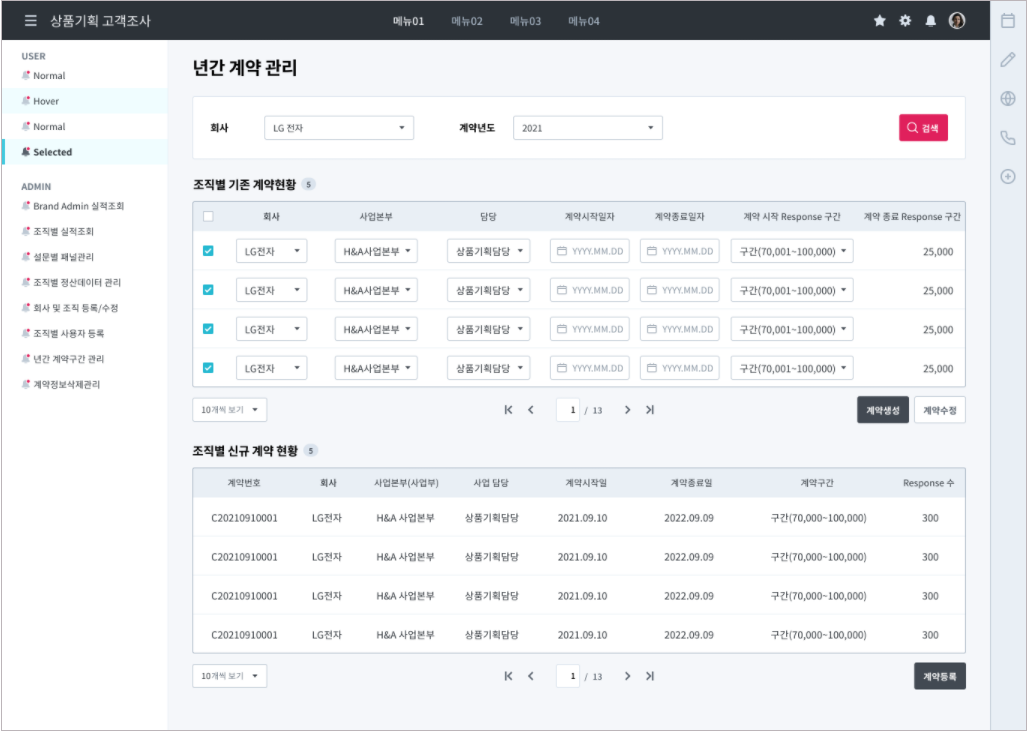 상품기획 고객조사
메뉴01 메뉴02 메뉴03 메뉴04
USER
Normal
Hover
Normal
Selected
ADMIN
Brand Admin 실적조회
조직별 실적조회
설문별 패널관리
조직별 정산데이터 관리
회사 및 조직 등록/수정
조직별 사용자 등록
년간 계약구간 관리
계약정보삭제관리
년간 계약 관리
회사 LG 전자 계약년도 2021 검색
조직별 기존 계약현황 5
회사 사업본부 담당 계약시작일자 계약종료일자 계약 시작 Response 구간 계약 종료 Response 구간
LG전자 H&A사업본부 상품기획담당 YYYY.MM.DD YYYY.MM.DD 구간(70,001~100,000) 25,000
LG전자 H&A사업본부 상품기획담당 YYYY.MM.DD YYYY.MM.DD 구간(70,001~100,000) 25,000
LG전자 H&A사업본부 상품기획담당 YYYY.MM.DD YYYY.MM.DD 구간(70,001~100,000) 25,000
LG전자 H&A사업본부 상품기획담당 YYYY.MM.DD YYYY.MM.DD 구간(70,001~100,000) 25,000
10개씩 보기 1 / 13 계약생성 계약수정
조직별 신규 계약 현황 5
계약번호 회사 사업본부(사업부) 사업 담당 계약시작일 계약종료일 계약구간 Response 수
C20210910001 LG전자 H&A 사업본부 상품기획담당 2021.09.10 2022.09.09 구간(70,000~100,000) 300
C20210910001 LG전자 H&A 사업본부 상품기획담당 2021.09.10 2022.09.09 구간(70,000~100,000) 300
C20210910001 LG전자 H&A 사업본부 상품기획담당 2021.09.10 2022.09.09 구간(70,000~100,000) 300
C20210910001 LG전자 H&A 사업본부 상품기획담당 2021.09.10 2022.09.09 구간(70,000~100,000) 300
10개씩 보기 1 / 13 계약등록